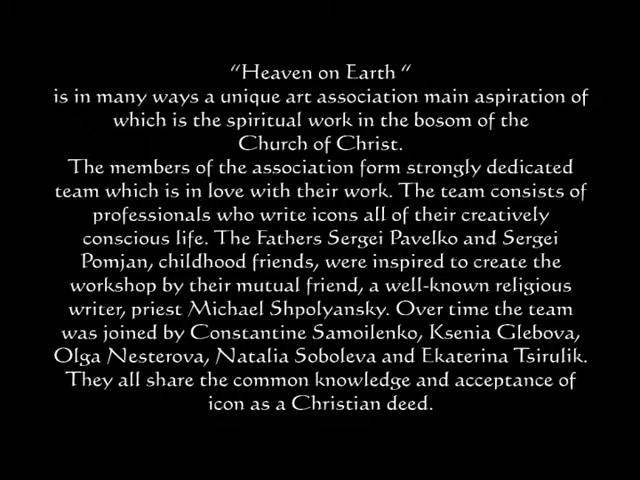 “Heaven on Earth “
is in many ways a unique art association main aspiration of
which is the spiritual work in the bosom of the
Church of Christ.
The members of the association form strongly dedicated
team which is in love with their work. The team consists of
professionals who write icons all of their creatively
conscious life. The Fathers Sergei Pavelko and Sergei
Pomjan, childhood friends, were inspired to create the
workshop by their mutual friend, a well-known religious
writer, priest Michael Shpolyansky. Over time the team
was joined by Constantine Samoilenko, Ksenia Glebova,
Olga Nesterova, Natalia Soboleva and Ekaterina Tsirulik.
They all share the common knowledge and acceptance of
icon as a Christian deed.